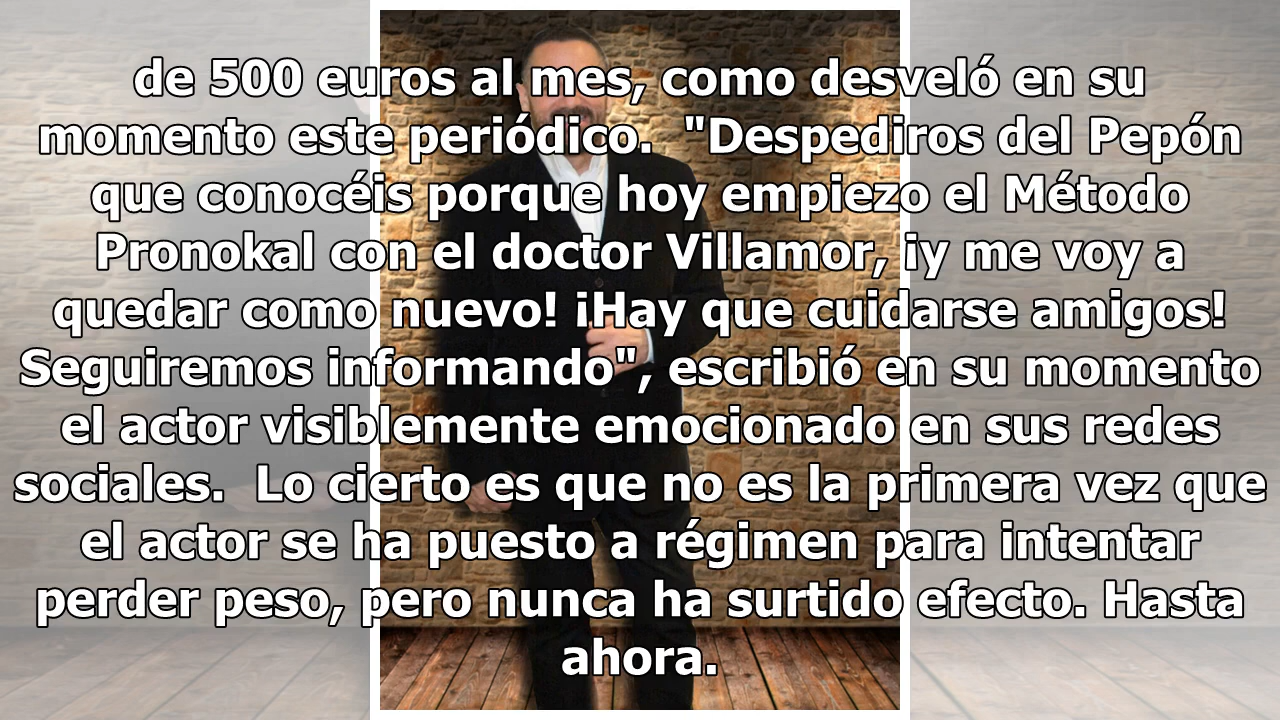 de 500 euros al mes, como desveló en su
momento este periódico.  "Despediros del Pepón
que conocéis porque hoy empiezo el Método
Pronokal con el doctor Villamor, ¡y me voy a
quedar como nuevo! ¡Hay que cuidarse amigos!
Seguiremos informando", escribió en su momento
el actor visiblemente emocionado en sus redes
sociales.  Lo cierto es que no es la primera vez que
el actor se ha puesto a régimen para intentar
perder peso, pero nunca ha surtido efecto. Hasta
ahora.